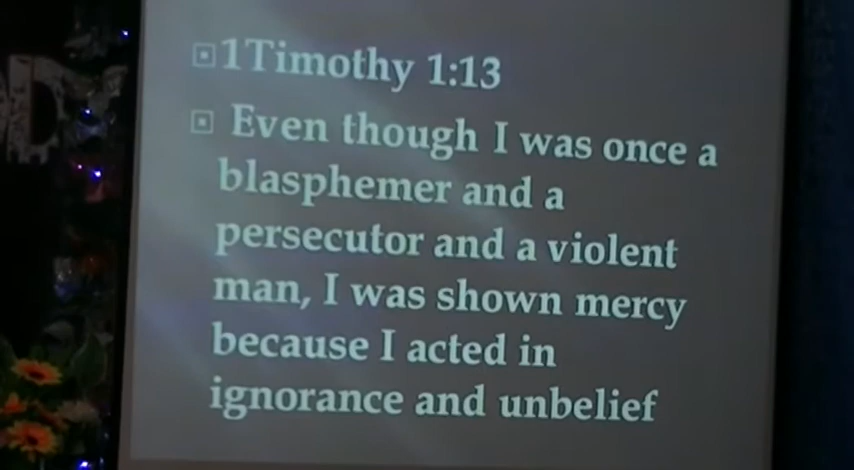 1Timothy 1:13
Even though I was once a
blasphemer and a
persecutor and a violent
man, I was shown mercy
because I acted in
ignorance and unbelief